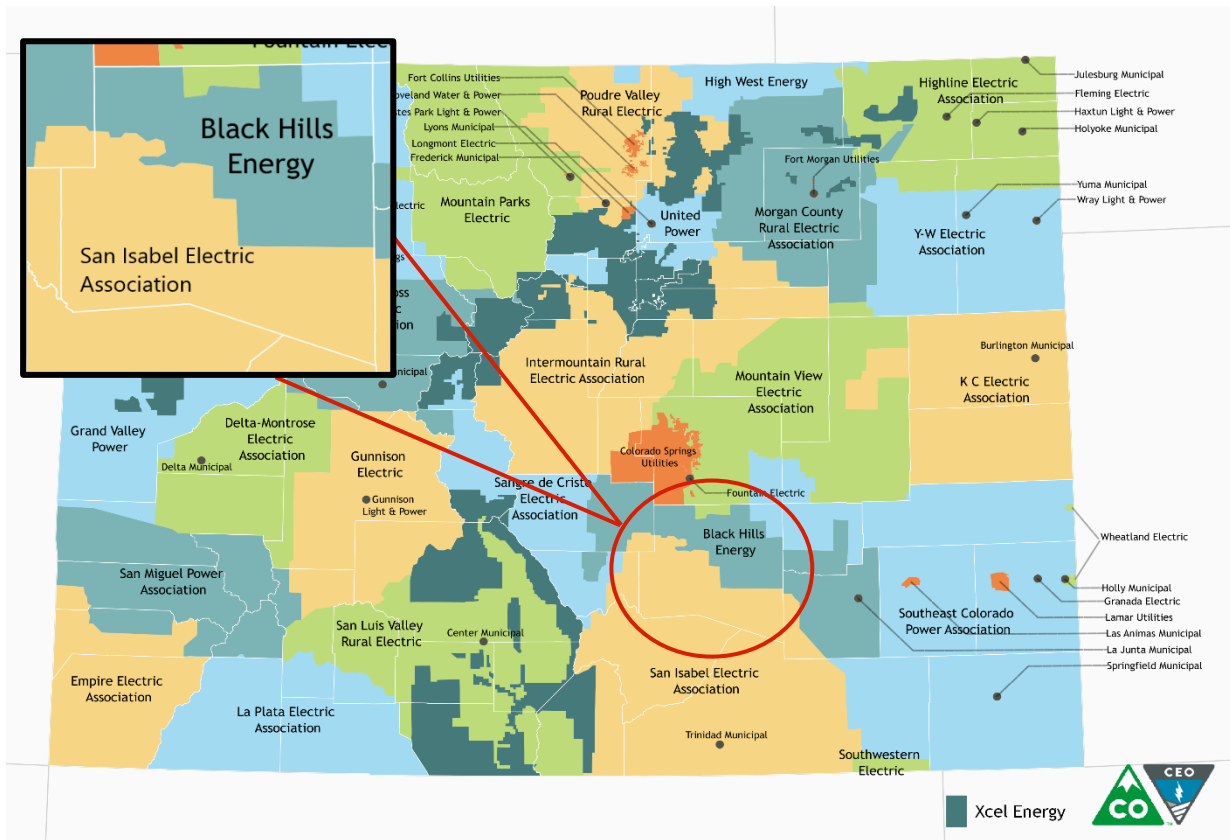 Fountain Elec
Black Hills
Energy
San Isabel Electric
Association
Fort Collins Utilities
oveland Water & Power
tes Park Light & Power
Lyons Municipal
Longmont Electric
Frederick Municipal
Poudre Valley
Rural Electric
High West Energy
Highline Electric
Association
Julesburg Municipal
Fleming Electric
Haxtun Light & Power
Holyoke Municipal
Fort Morgan Utilities
Yuma Municipal
Wray Light & Power
Mountain Parks
Electric
lectric
United
Power
Morgan County
Rural Electric
Association
Y-W Electric
Association
gs
oss
c
on
nicipal
Intermountain Rural
Electric Association
Mountain View
Electric
Association
Burlington Municipal
K C Electric
Association
Grand Valley
Power
Delta-Montrose
Electric
Association
Delta Municipal
Gunnison
Electric
Gunnison
Light & Power
Colorado Springs
Utilities
Fountain Electric
Sangre de Cristo
Electric
Association
Black Hills
Energy
Wheatland Electric
San Miguel Power
Association
San Luis Valley
Rural Electric
Center Municipal
Southeast Colorado
Power Association
Holly Municipal
Granada Electric
Lamar Utilities
Las Animas Municipal
La Junta Municipal
Springfield Municipal
Empire Electric
Association
La Plata Electric
Association
San Isabel Electric
Association
Trinidad Municipal
Southwestern
Electric
Xcel Energy
CO
CEO